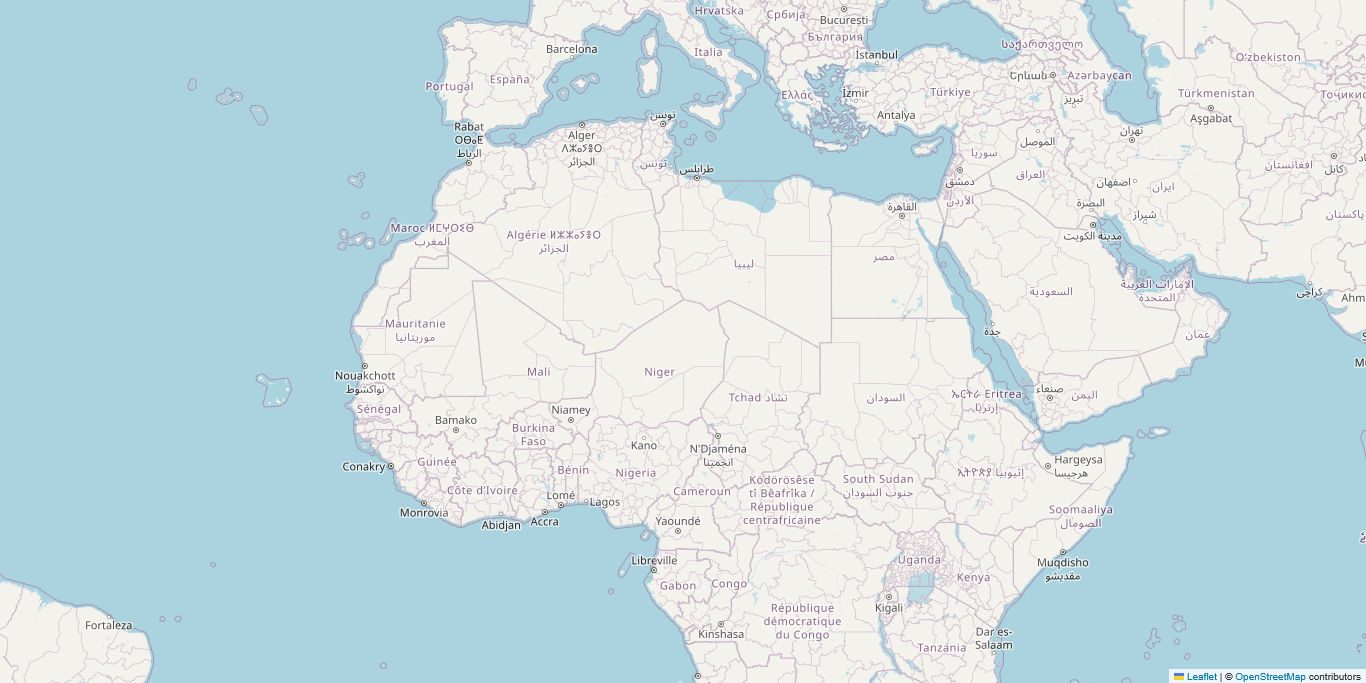 Hrvatska
Србија
București
България
Barcelona
Italia
İstanbul
საქართველო
Oʻzbekiston
Portugal
España
Ελλάς
İzmir
Türkiye
Երևան
Azərbaycan
Türkmenistan
Aşgabat
تبریز
Antalya
تهران
Rabat
ⵔⴱⴰⵟ
الرباط
Alger
الجزائر
تونس
تونس
طرابلس
الموصل
سوريا
دمشق
العراق
الأردن
اصفهان
ایران
افغانستان
کابل
البصرة
شیراز
پاکستان
القاهرة
مدينة الكويت
Maroc ⵍⵎⵖⵔⵉⴱ
المغرب
Algérie
الجزائر
ليبيا
مصر
السعودية
الإمارات العربية
المتحدة
کراچی
Ahm
جدة
عمان
Mauritanie
موريتانيا
Nouakchott
نواكشوط
Mali
Niger
Tchad تشاد
السودان
ኤርትራ Eritrea
إرتريا
صنعاء
اليمن
Sénégal
Bamako
Niamey
Burkina
Faso
Kano
N'Djaména
انجمينا
Conakry
Guinée
Bénin
Nigeria
Cameroun
Ködörösêse
tî Bêafrîka /
République
centrafricaine
South Sudan
جنوب السودان
ኢትዮጵያ إثيوبيا
Hargeysa
هرجيسا
Côte d'Ivoire
Lomé
Lagos
Monrovia
Abidjan
Accra
Yaoundé
Soomaaliya
الصومال
Libreville
Gabon
Congo
Uganda
Kenya
Muqdisho
مقديشو
Kigali
République
démocratique
du Congo
Kinshasa
Fortaleza
Dar es-
Salaam
Tanzania
Leaflet | © OpenStreetMap contributors